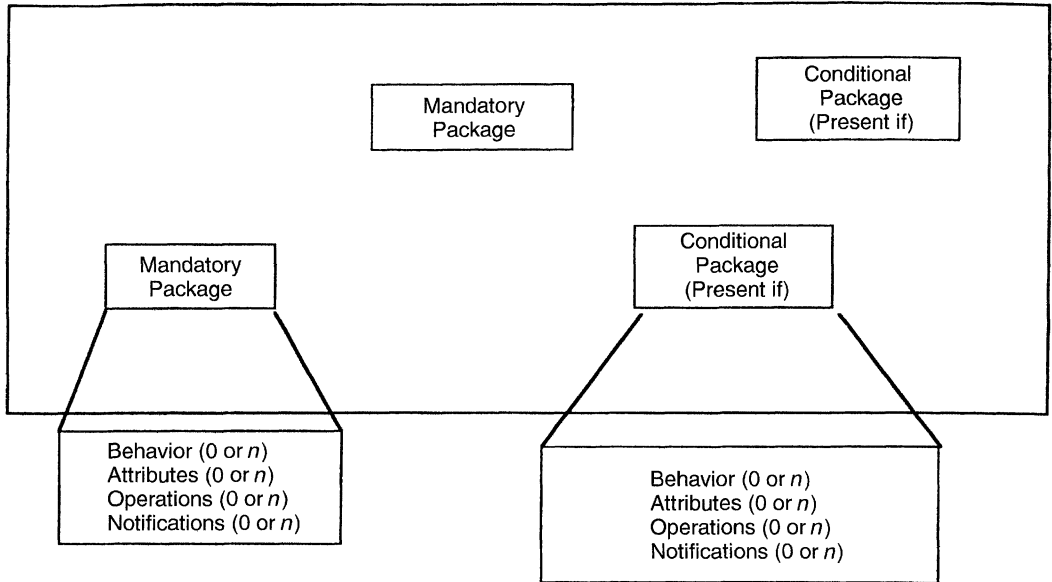 Mandatory
Package
Conditional
Package
(Present if)
Mandatory
Package
Conditional
Package
(Present if)
Behavior (0 or n)
Attributes (0 or n)
Operations (0 or n)
Notifications (0 or n)
Behavior (0 or n)
Attributes (0 or n)
Operations (0 or n)
Notifications (0 or n)